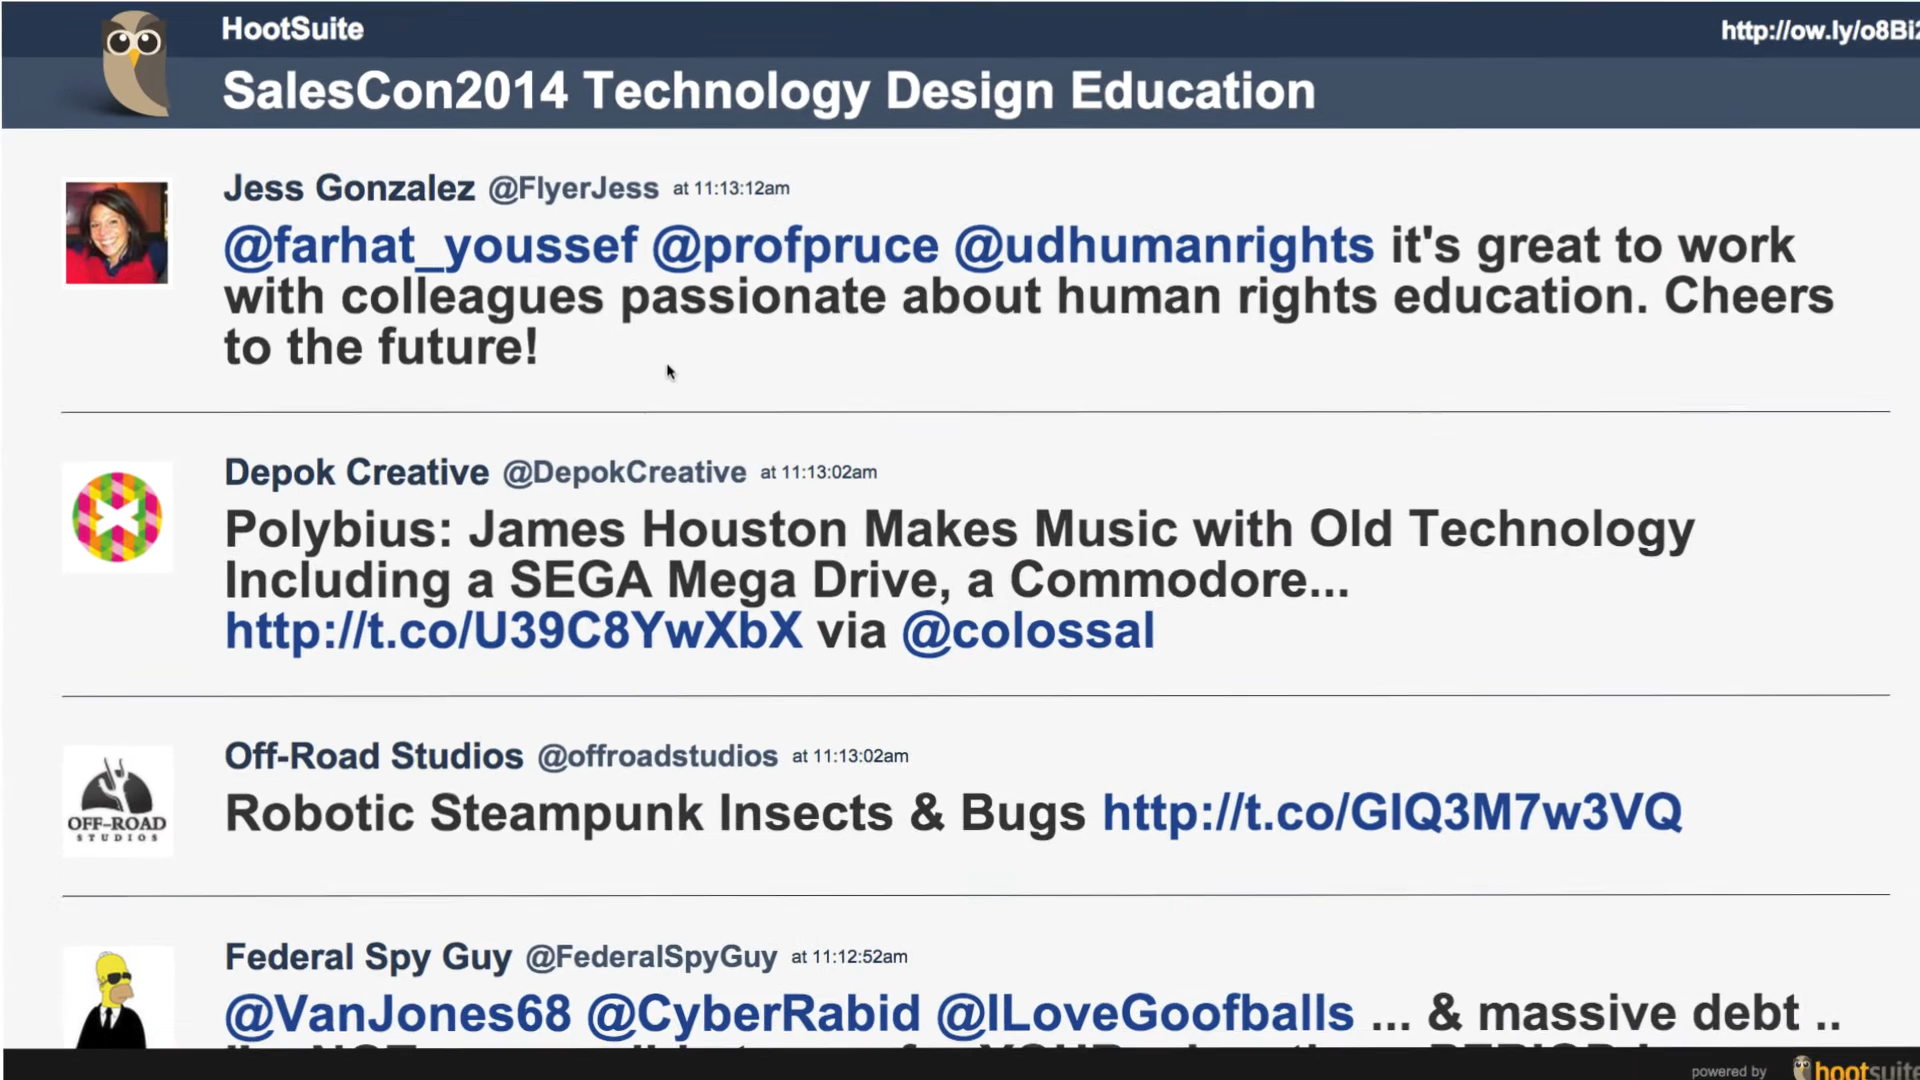 HootSuite
http://ow.ly/o8Bi2
SalesCon2014 Technology Design Education
Jess Gonzalez @FlyerJess at 11:13:12am
@farhat_youssef @profpruce @udhumanrights it's great to work
with colleagues passionate about human rights education. Cheers
to the future!
Depok Creative @DepokCreative at 11:13:02am
Polybius: James Houston Makes Music with Old Technology
Including a SEGA Mega Drive, a Commodore...
http://t.co/U39C8YwXbX via @colossal
Off-Road Studios @offroadstudios at 11:13:02am
OFF-ROAD
STUDIOS
Robotic Steampunk Insects & Bugs http://t.co/GlQ3M7w3VQ
Federal Spy Guy @FederalSpyGuy at 11:12:52am
@VanJones68 @CyberRabid @ILoveGoofballs ... & massive debt ..
powered by hootsuite